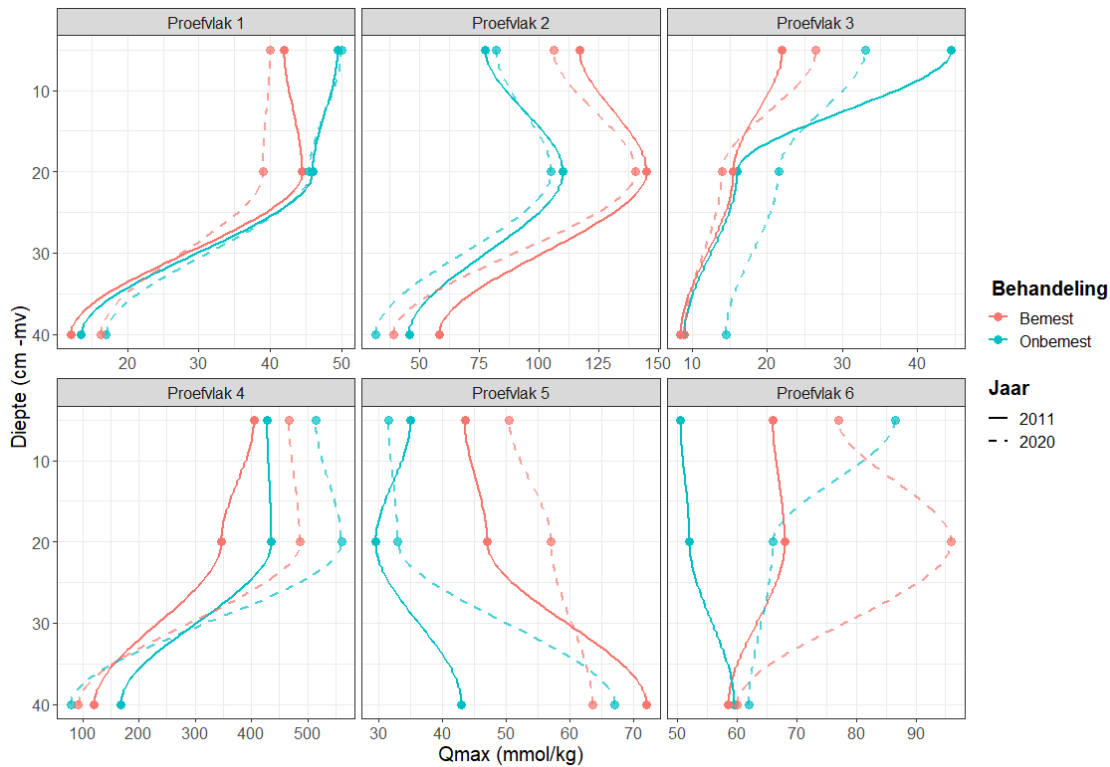 Proefvlak 1 Proefvlak 2 Proefvlak 3
10
20
30
40
20 30 40 50
50 75 100 125 150
10 20 30 40
Proefvlak 4 Proefvlak 5 Proefvlak 6
10
20
30
40
100 200 300 400 500
30 40 50 60 70
50 60 70 80 90
Diepte (cm -mv)
Qmax (mmol/kg)
Behandeling
Bemest
Onbemest
Jaar
2011
2020